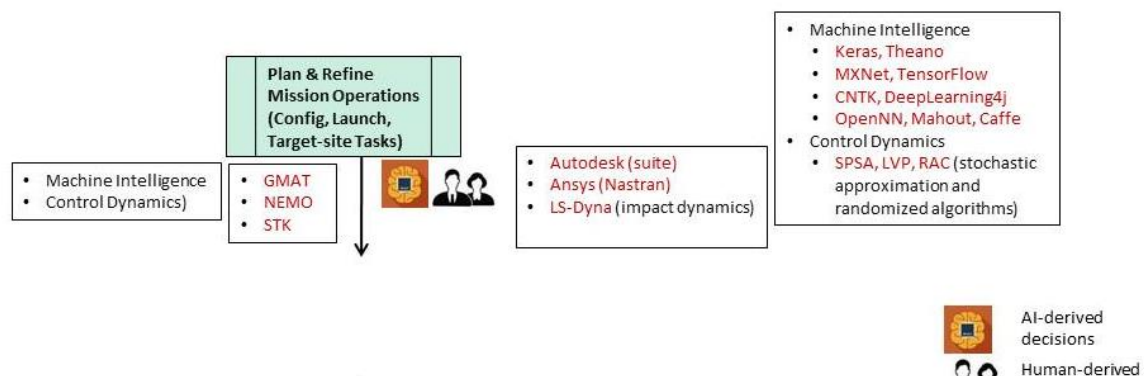 Plan & Refine
Mission Operations
(Config, Launch,
Target-site Tasks)
• Machine Intelligence
• Control Dynamics)
• GMAT
• NEMO
• STK
• Autodesk (suite)
• Ansys (Nastran)
• LS-Dyna (impact dynamics)
• Machine Intelligence
• Keras, Theano
• MXNet, TensorFlow
• CNTK, DeepLearning4j
• OpenNN, Mahout, Caffe
• Control Dynamics
• SPSA, LVP, RAC (stochastic
approximation and
randomized algorithms)
AI-derived
decisions
Human-derived